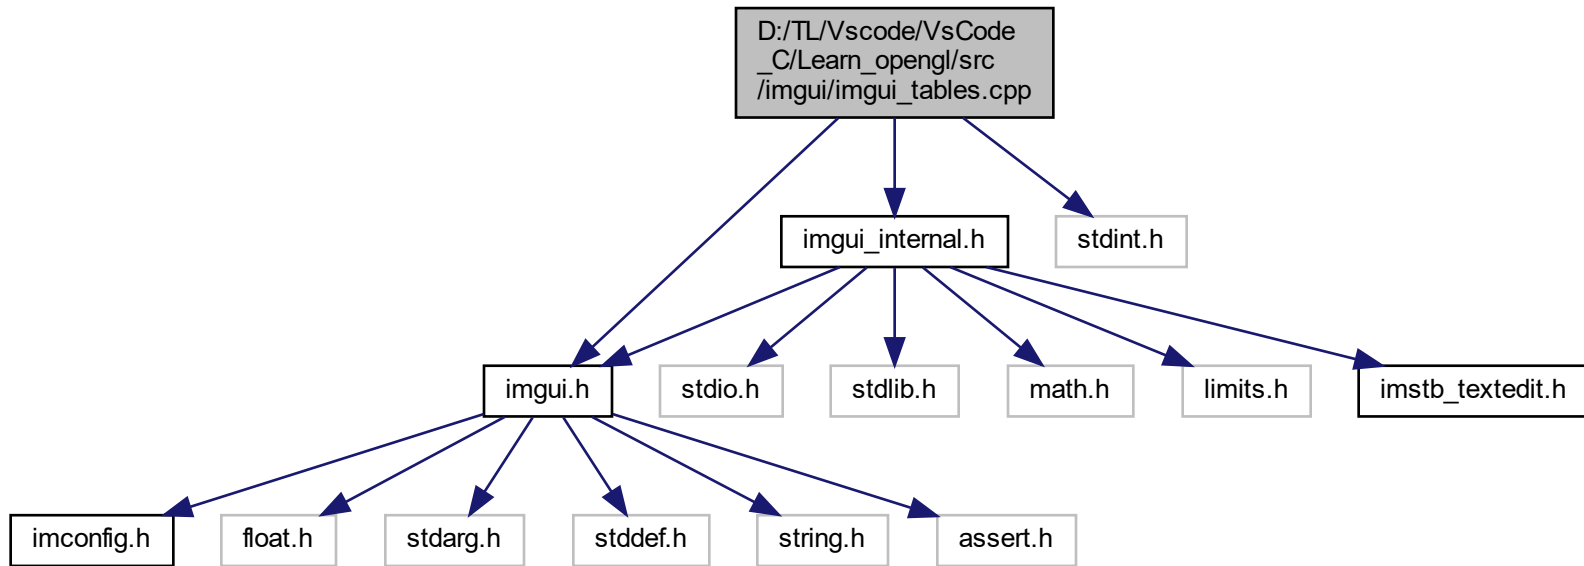 D:/TL/Vscode/VsCode
_C/Learn_opengl/src
/imgui/imgui_tables.cpp
imgui_internal.h
stdint.h
imgui.h
stdio.h
stdlib.h
math.h
limits.h
imstb_textedit.h
imconfig.h
float.h
stdarg.h
stddef.h
string.h
assert.h